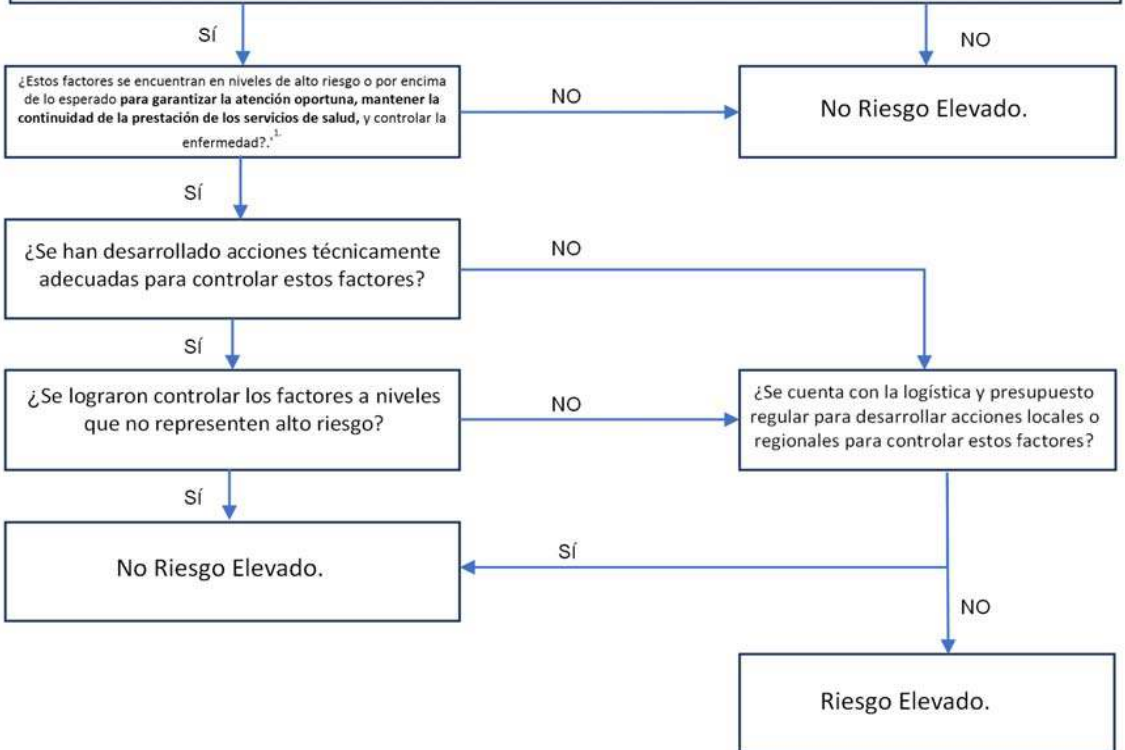 Sí
NO
¿Estos factores se encuentran en niveles de alto riesgo o por encima
de lo esperado para garantizar la atención oportuna, mantener la
continuidad de la prestación de los servicios de salud, y controlar la
enfermedad?.'1.
NO
No Riesgo Elevado.
Sí
¿Se han desarrollado acciones técnicamente
adecuadas para controlar estos factores?
NO
Sí
¿Se lograron controlar los factores a niveles
que no representen alto riesgo?
NO
¿Se cuenta con la logística y presupuesto
regular para desarrollar acciones locales o
regionales para controlar estos factores?
Sí
No Riesgo Elevado.
Sí
NO
Riesgo Elevado.